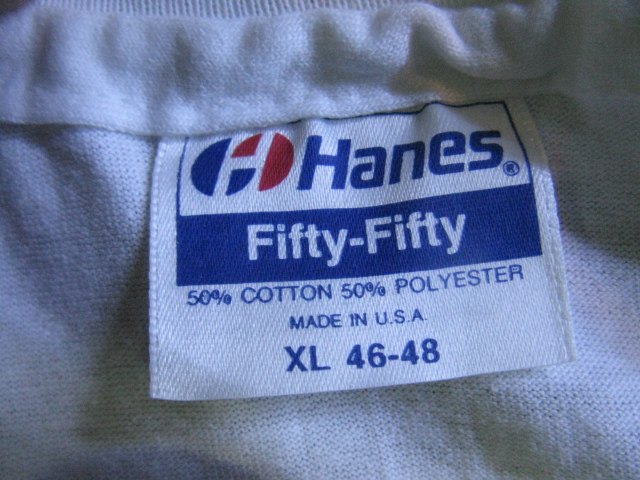 Hanes®
Fifty-Fifty
50% COTTON 50% POLYESTER
MADE IN U.S.A.
XL 46-48